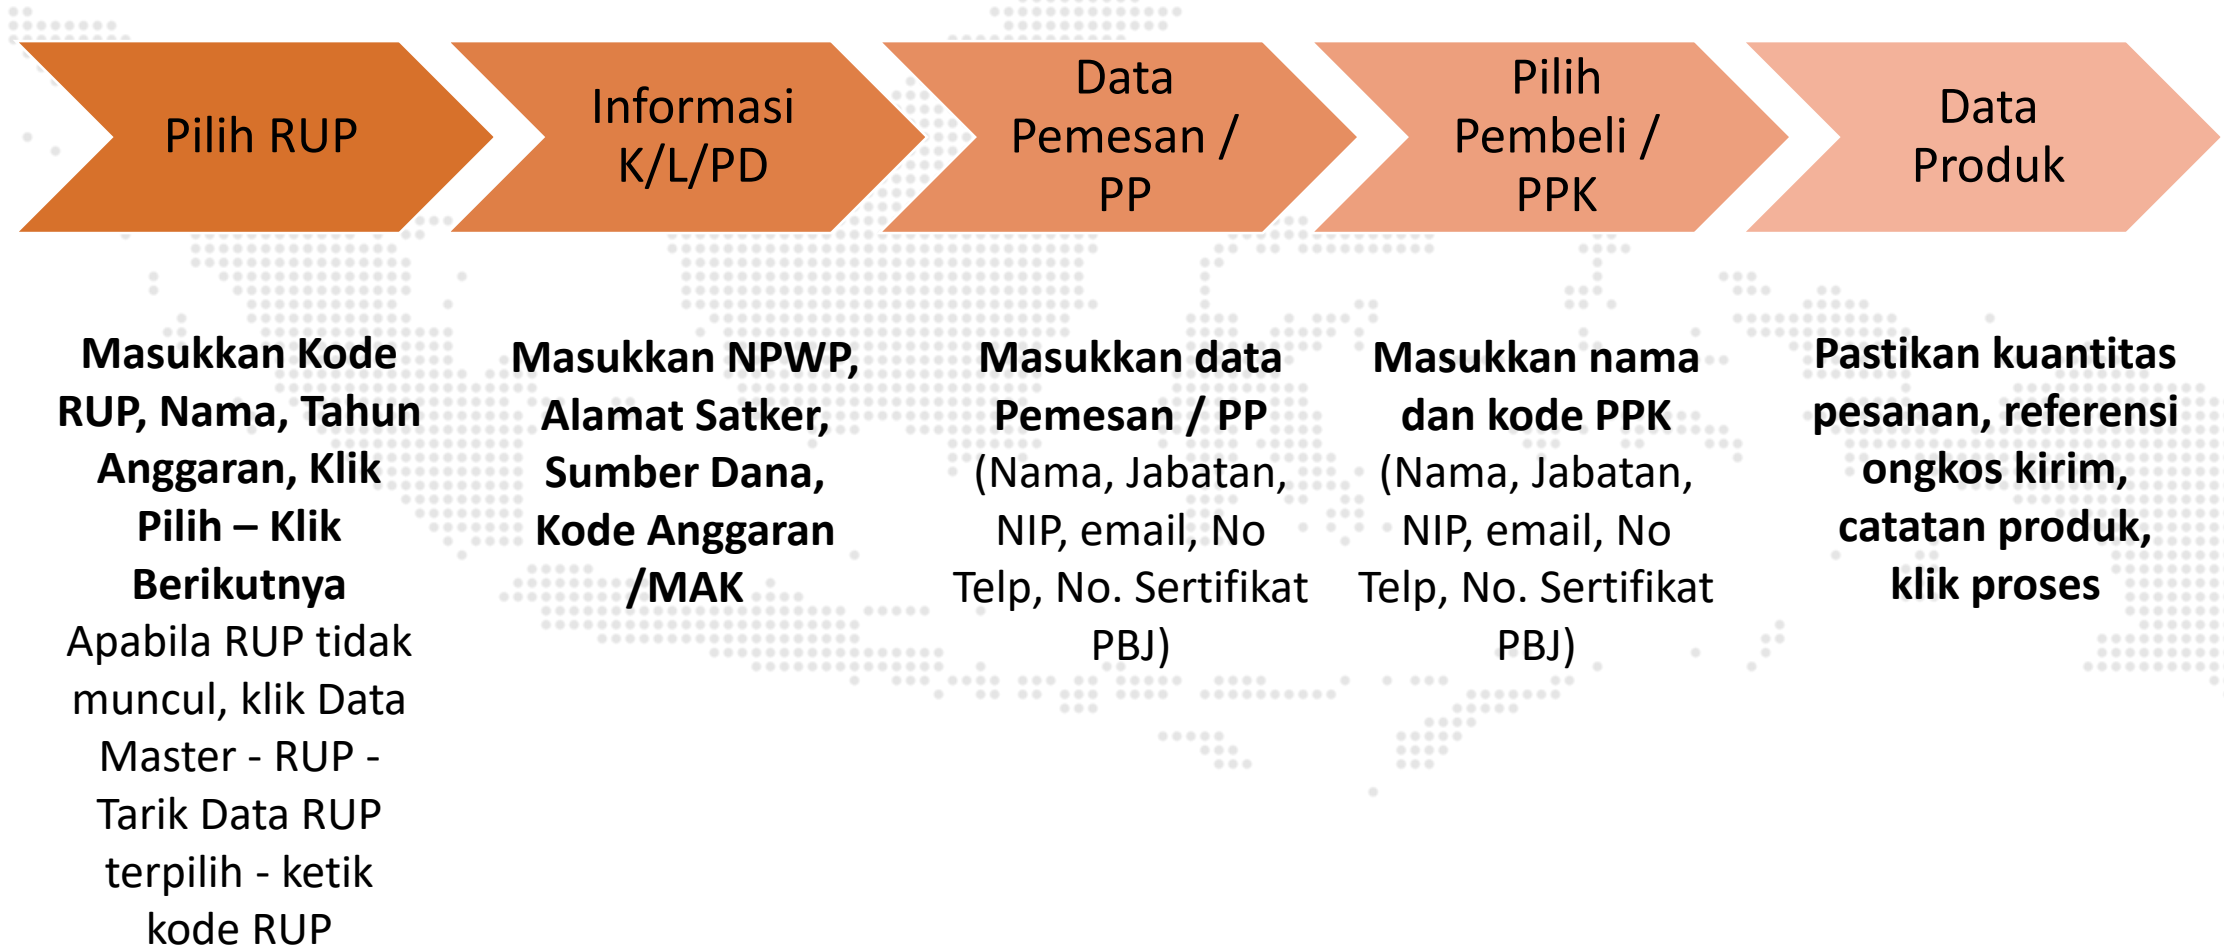 Pilih RUP
Informasi
K/L/PD
Data
Pemesan /
PP
Pilih
Pembeli /
PPK
Data
Produk
Masukkan Kode
RUP, Nama, Tahun
Anggaran, Klik
Pilih – Klik
Berikutnya
Apabila RUP tidak
muncul, klik Data
Master - RUP -
Tarik Data RUP
terpilih - ketik
kode RUP
Masukkan NPWP,
Alamat Satker,
Sumber Dana,
Kode Anggaran
/MAK
Masukkan data
Pemesan / PP
(Nama, Jabatan,
NIP, email, No
Telp, No. Sertifikat
PBJ)
Masukkan nama
dan kode PPK
(Nama, Jabatan,
NIP, email, No
Telp, No. Sertifikat
PBJ)
Pastikan kuantitas
pesanan, referensi
ongkos kirim,
catatan produk,
klik proses